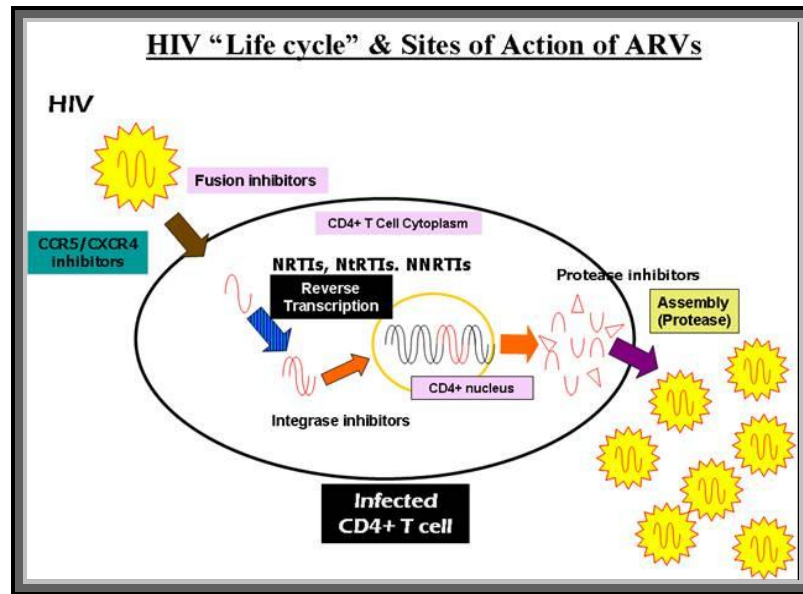 HIV “Life cycle” & Sites of Action of ARVs
HIV
Fusion inhibitors
CD4+ T Cell Cytoplasm
CCR5/CXCR4
inhibitors
NRTIs, NtRTIs. NNRTIs
Reverse
Transcription
Protease inhibitors
Assembly
(Protease)
CD4+ nucleus
Integrase inhibitors
Infected
CD4+ T cell